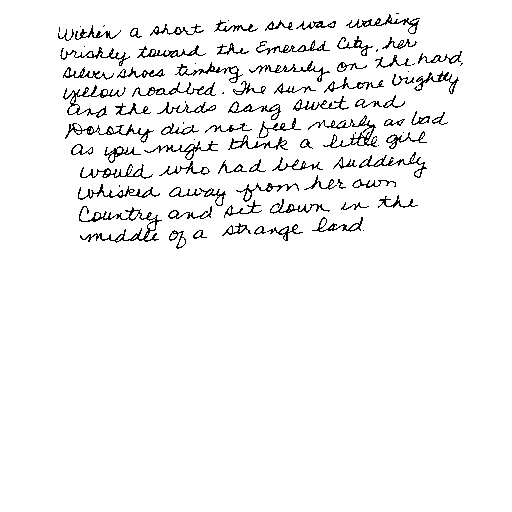 Within a short time she was walking
briskly toward the Emerald City, her
Silver Shoes tinkling merrily on the hard,
yellow roadbed. The sun shone brightly
and the birds sang sweet and
Dorothy did not feel nearly as bad
as you might think a little girl
would who had been suddenly
whisked away from her own
Country and set down in the
middle of a strange land.